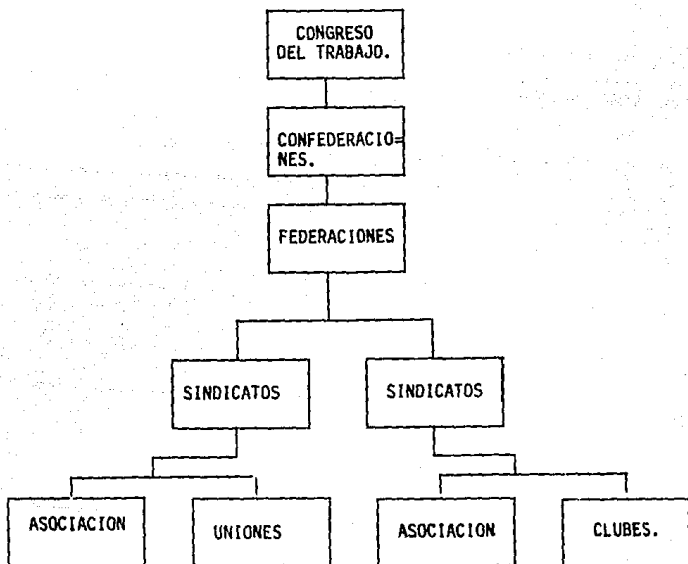 CONGRESO
DEL TRABAJO.
CONFEDERACIO=
NES.
FEDERACIONES
SINDICATOS
SINDICATOS
ASOCIACION
UNIONES
ASOCIACION
CLUBES.